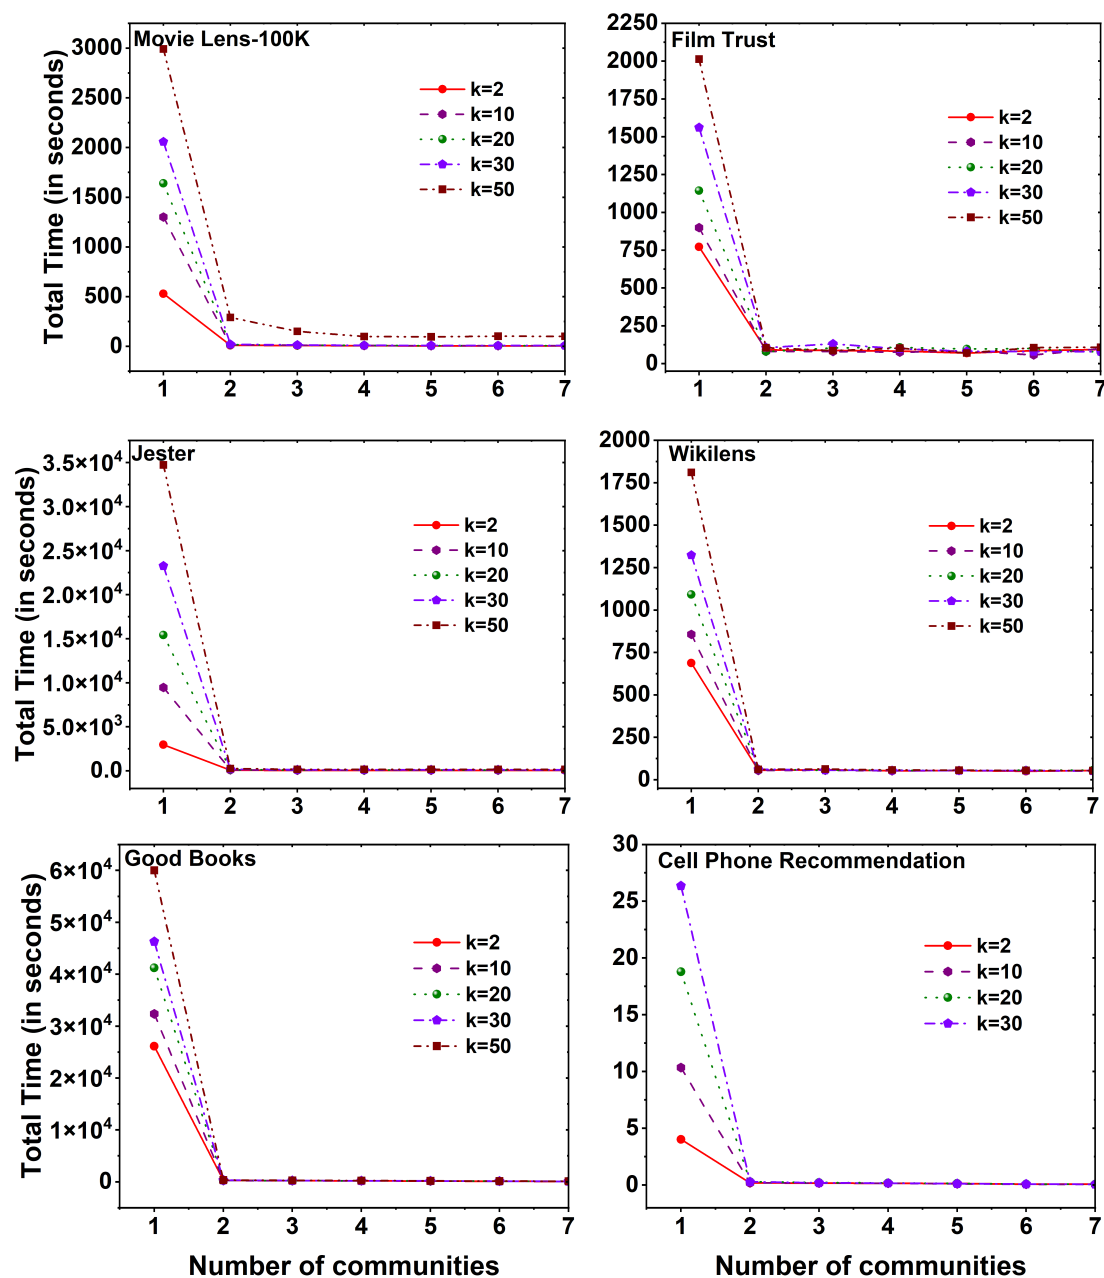 Movie Lens-100K
Total Time (in seconds)
3000
2500
2000
1500
1000
500
0
k=2
k=10
k=20
k=30
k=50
1 2 3 4 5 6 7
Film Trust
2250
2000
1750
1500
1250
1000
750
500
250
0
k=2
k=10
k=20
k=30
k=50
1 2 3 4 5 6 7
Jester
Total Time (in seconds)
3.5×10⁴
3.0×10⁴
2.5×10⁴
2.0×10⁴
1.5×10⁴
1.0×10⁴
5.0×10³
0.0
k=2
k=10
k=20
k=30
k=50
1 2 3 4 5 6 7
Wikilens
2000
1750
1500
1250
1000
750
500
250
0
k=2
k=10
k=20
k=30
k=50
1 2 3 4 5 6 7
Good Books
Total Time (in seconds)
6×10⁴
5×10⁴
4×10⁴
3×10⁴
2×10⁴
1×10⁴
0
k=2
k=10
k=20
k=30
k=50
1 2 3 4 5 6 7
Number of communities
Cell Phone Recommendation
30
25
20
15
10
5
0
k=2
k=10
k=20
k=30
1 2 3 4 5 6 7
Number of communities